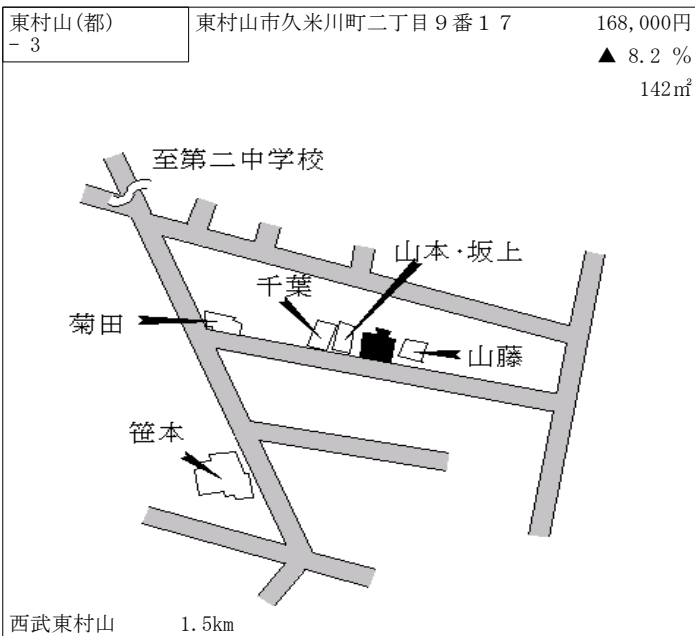 東村山(都)
- 3
東村山市久米川町二丁目９番１７
168,000円
▲ 8.2 %
142㎡
至第二中学校
山本・坂上
千葉
菊田
山藤
笹本
西武東村山 1.5km